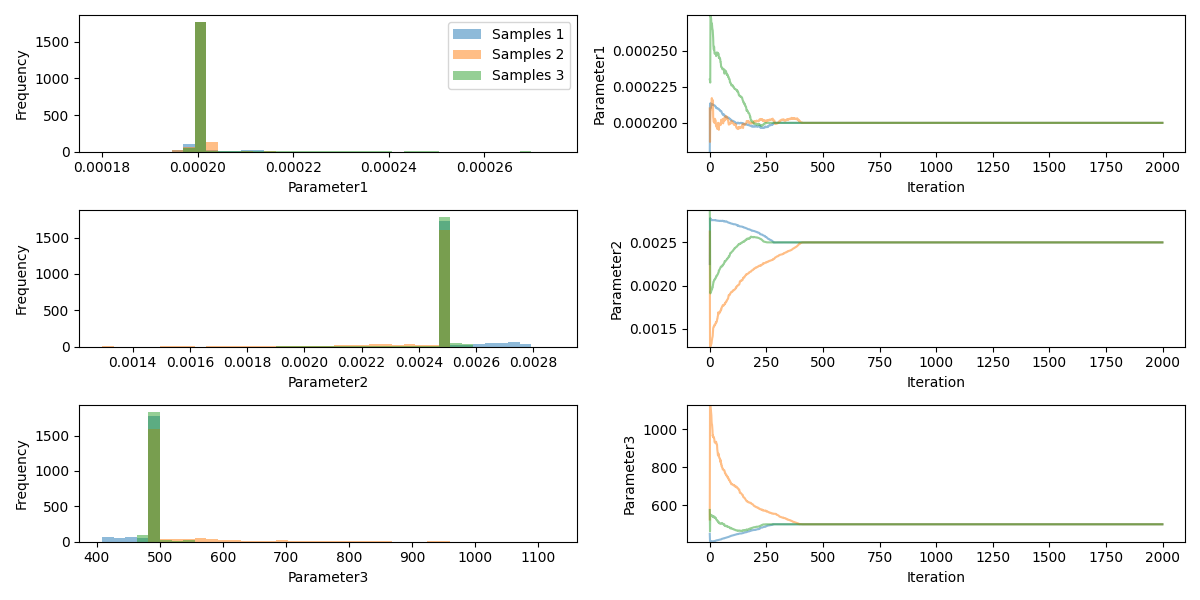 Frequency
1500
1000
500
0
0.00018 0.00020 0.00022 0.00024 0.00026
Parameter1
Samples 1
Samples 2
Samples 3
Parameter1
0.000250
0.000225
0.000200
0 250 500 750 1000 1250 1500 1750 2000
Iteration
Frequency
1500
1000
500
0
0.0014 0.0016 0.0018 0.0020 0.0022 0.0024 0.0026 0.0028
Parameter2
Parameter2
0.0025
0.0020
0.0015
0 250 500 750 1000 1250 1500 1750 2000
Iteration
Frequency
1500
1000
500
0
400 500 600 700 800 900 1000 1100
Parameter3
Parameter3
1000
800
600
0 250 500 750 1000 1250 1500 1750 2000
Iteration